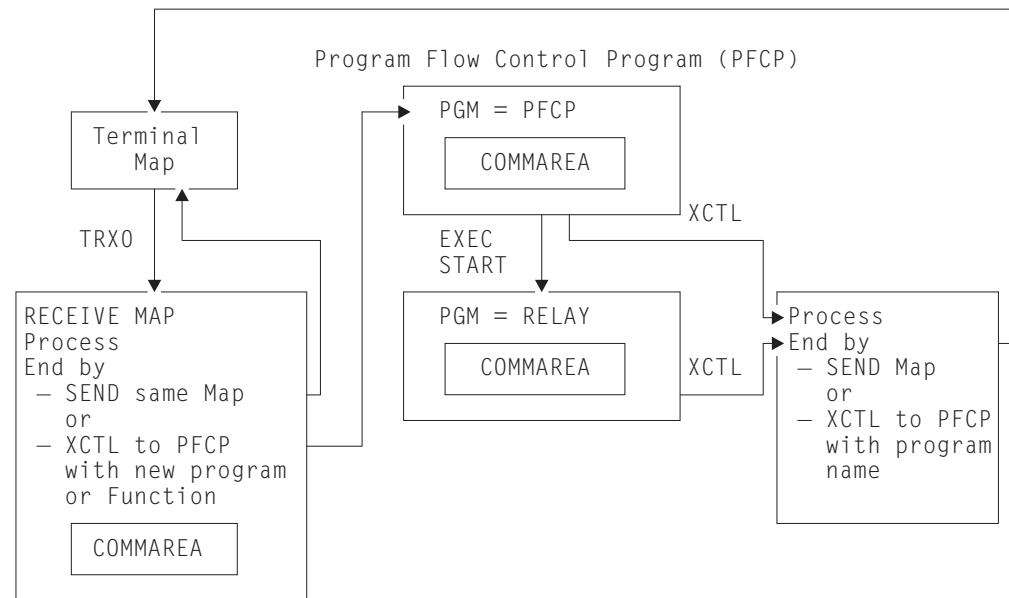 Program Flow Control Program (PFCP)
Terminal
Map
TRXO
RECEIVE MAP
Process
End by
— SEND same Map
or
— XCTL to PFCP
with new program
or Function
COMMAREA
PGM = PFCP
COMMAREA
XCTL
EXEC
START
PGM = RELAY
COMMAREA
XCTL
Process
End by
— SEND Map
or
— XCTL to PFCP
with program
name